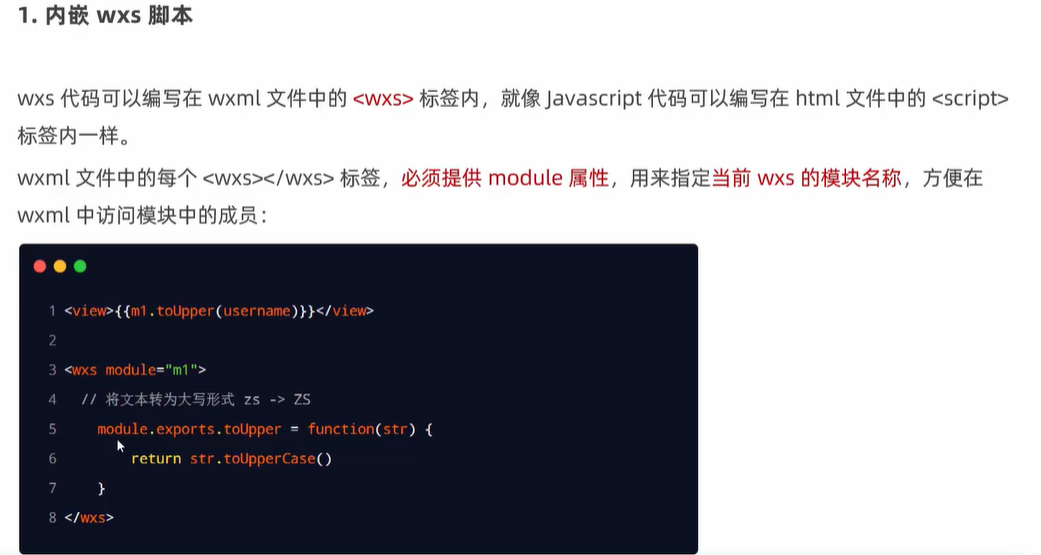 1. 内嵌 wxs 脚本
wxs 代码可以编写在 wxml 文件中的 <wxs> 标签内，就像 Javascript 代码可以编写在 html 文件中的 <script>
标签内一样。
wxml 文件中的每个 <wxs></wxs> 标签，必须提供 module 属性，用来指定当前 wxs 的模块名称，方便在
wxml 中访问模块中的成员：
1 <view>{{m1.toUpper(username)}}</view>
2
3 <wxs module="m1">
4 // 将文本转为大写形式 zs -> ZS
5 module.exports.toUpper = function(str) {
6 return str.toUpperCase()
7 }
8 </wxs>